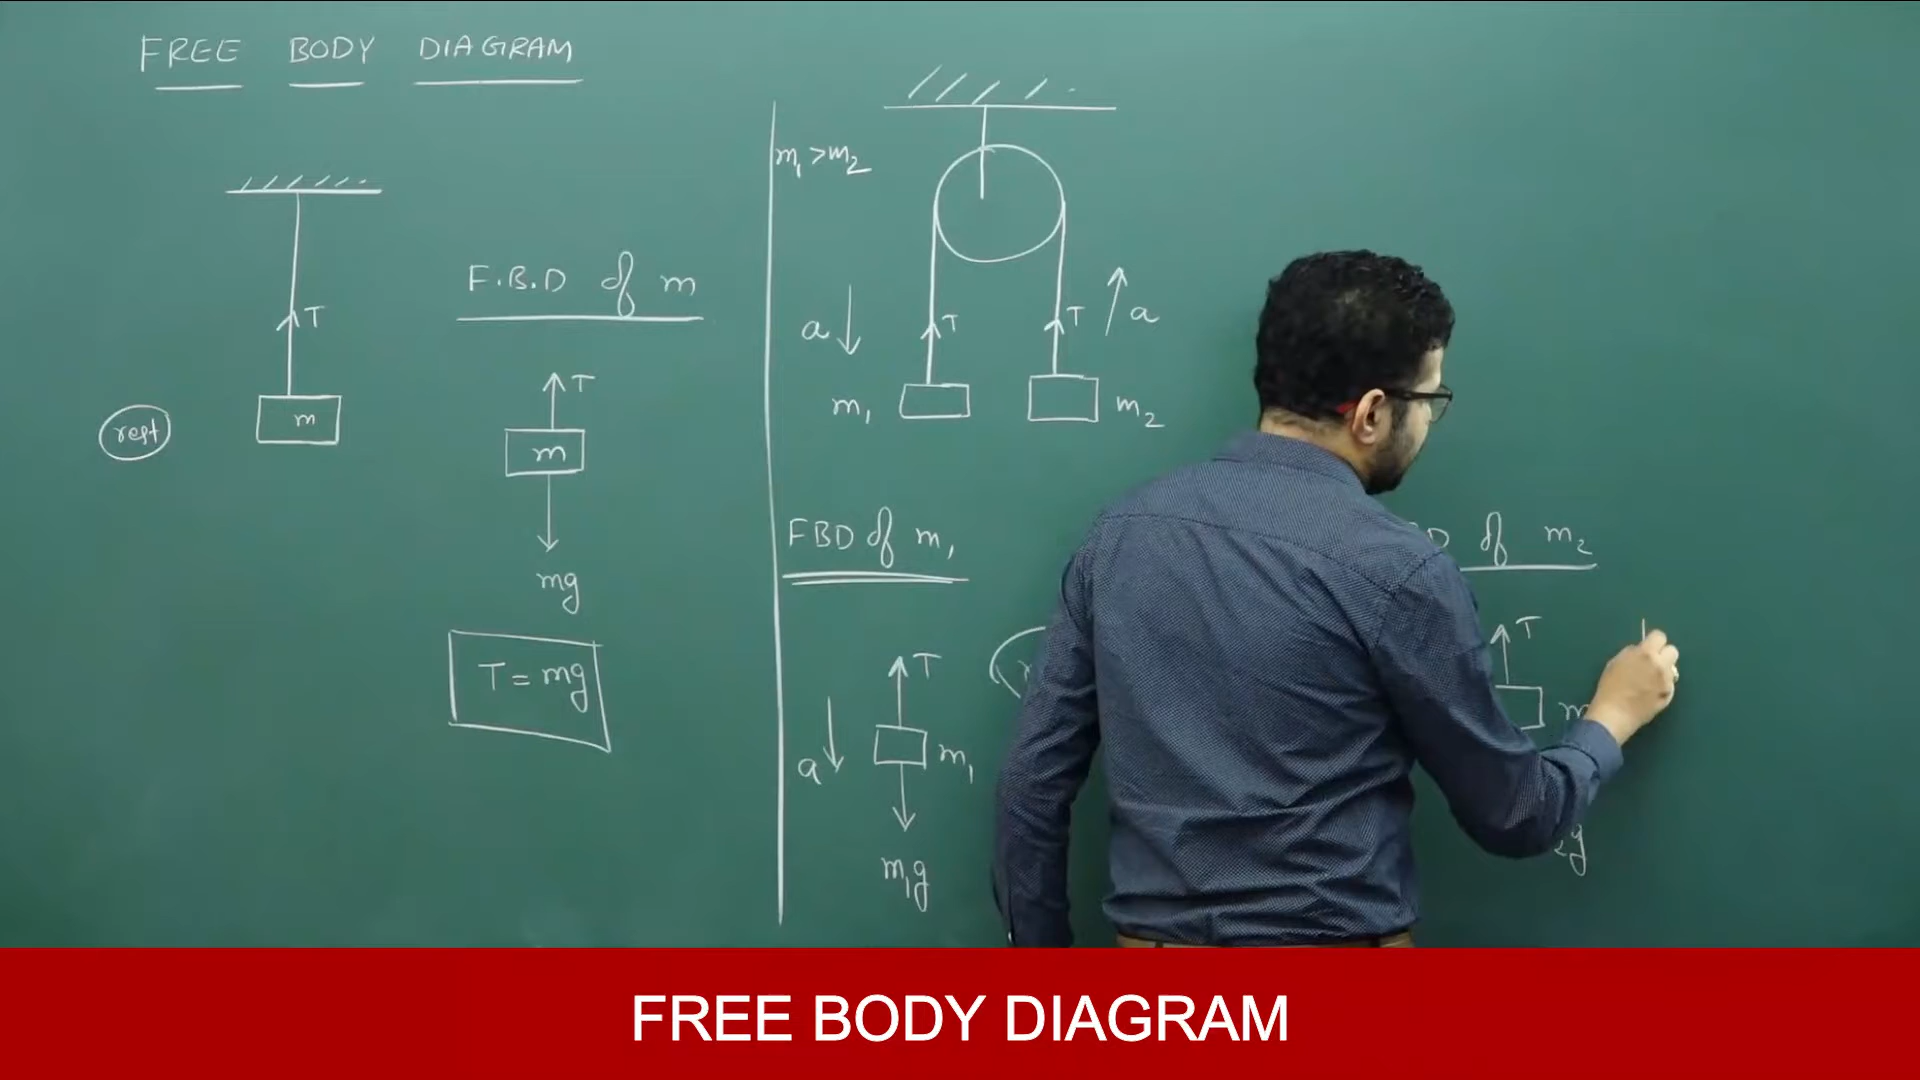 FREE BODY DIAGRAM
T
m
rest
F.B.D of m
T
m
mg
T = mg
m₁ > m₂
a
T
T
a
m₁
m₂
FBD of m₁
T
a
m₁
m₁g
D of m₂
T
m
₂g
FREE BODY DIAGRAM